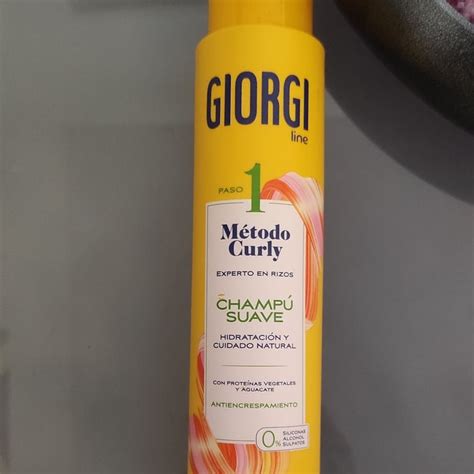 GIORGI
line
PASO 1
Método
Curly
EXPERTO EN RIZOS
CHAMPÚ
SUAVE
HIDRATACIÓN Y
CUIDADO NATURAL
CON PROTEÍNAS VEGETALES
Y AGUACATE
ANTIENCRESPAMIENTO
0%
SILICONAS
ALCOHOL
SULFATOS